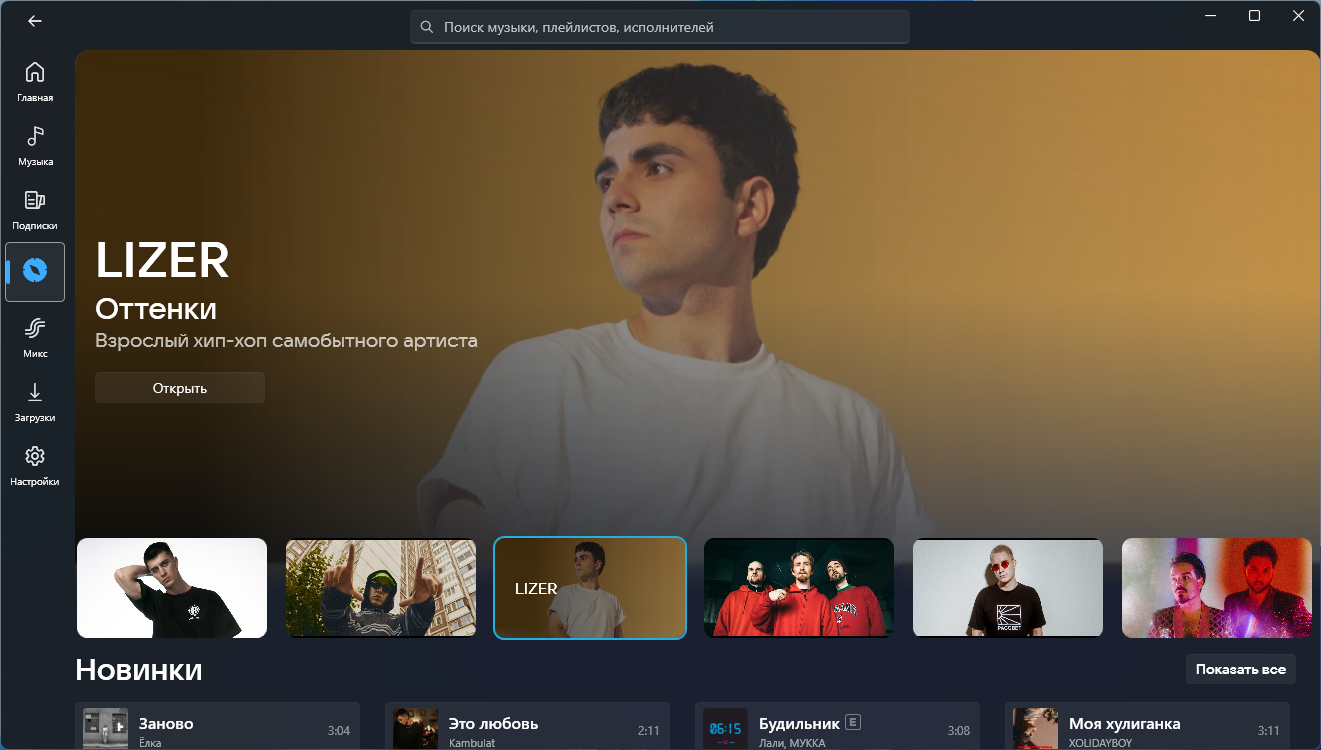 Поиск музыки, плейлистов, исполнителей
Главная
Музыка
Подписки
Микс
Загрузки
Настройки
LIZER
Оттенки
Взрослый хип-хоп самобытного артиста
Открыть
LIZER
РАССВЕТ
Новинки
Показать все
Заново
Ёлка
3:04
Это любовь
Kambulat
2:11
06:15
Будильник E
Лали, МУККА
3:08
Моя хулиганка
XOLIDAYBOY
3:11